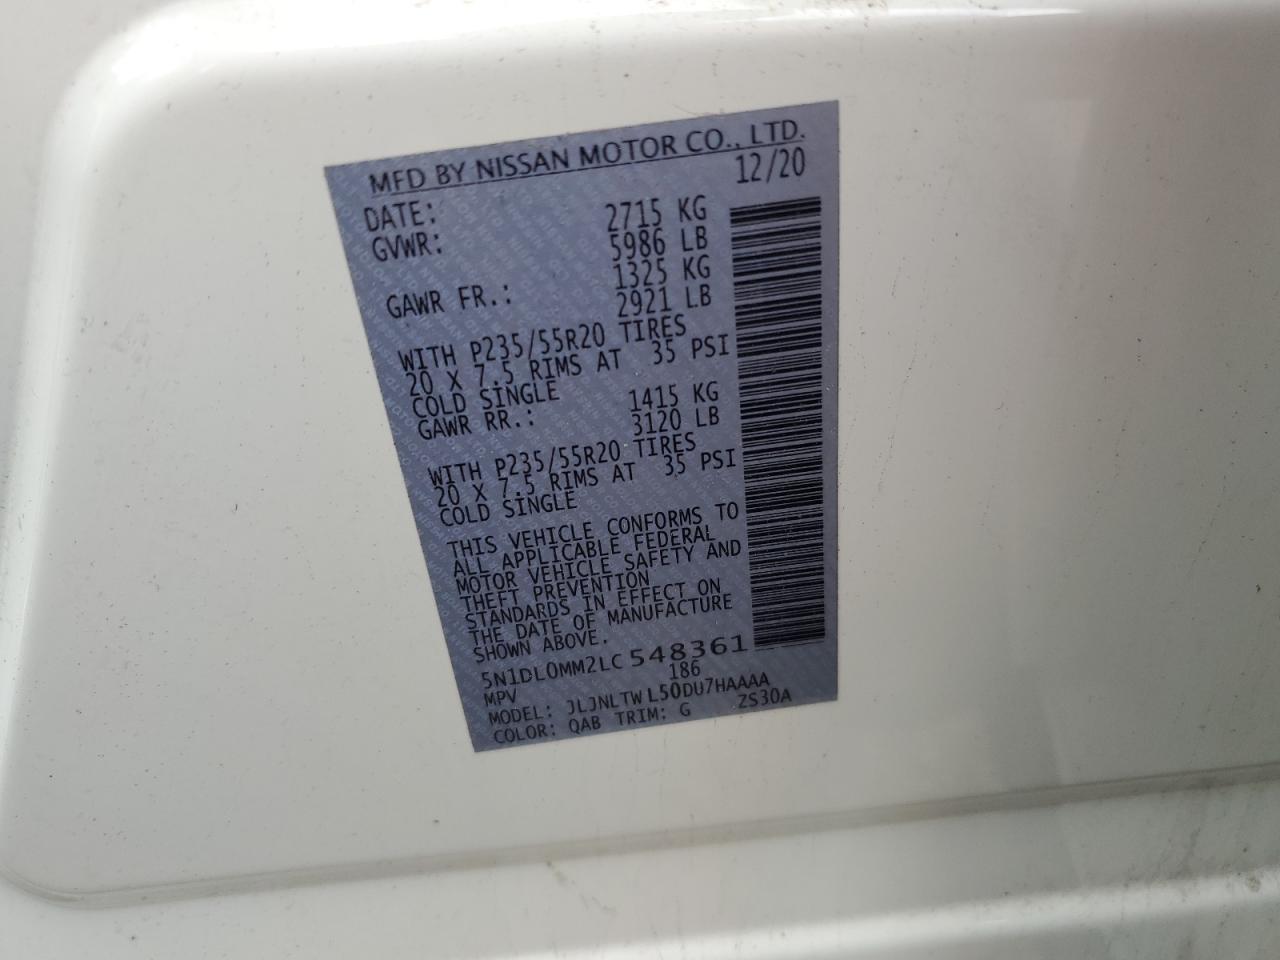 MFD BY NISSAN MOTOR CO., LTD.
DATE: 12/20
GVWR: 2715 KG
5986 LB
GAWR FR.: 1325 KG
2921 LB
WITH P235/55R20 TIRES
20 X 7.5 RIMS AT 35 PSI
COLD SINGLE
GAWR RR.: 1415 KG
3120 LB
WITH P235/55R20 TIRES
20 X 7.5 RIMS AT 35 PSI
COLD SINGLE
THIS VEHICLE CONFORMS TO
ALL APPLICABLE FEDERAL
MOTOR VEHICLE SAFETY AND
THEFT PREVENTION
STANDARDS IN EFFECT ON
THE DATE OF MANUFACTURE
SHOWN ABOVE.
5N1DL0MM2LC548361
MPV 186
MODEL: JLJNLTWL50DU7HAAAA
COLOR: QAB TRIM: G ZS30A